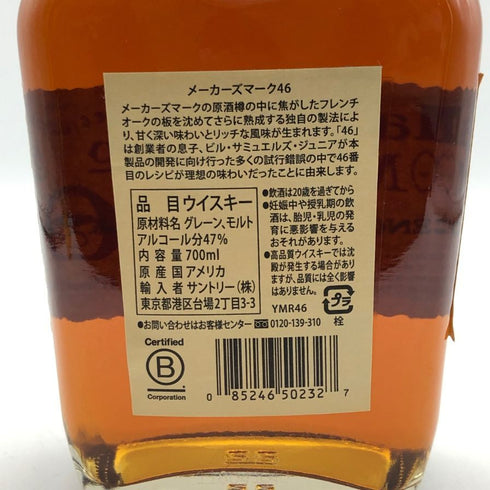 メーカーズマーク46
メーカーズマークの原酒樽の中に焦がしたフレンチ
オークの板を沈めてさらに熟成する独自の製法によ
り、甘く深い味わいとリッチな風味が生まれます。「46」
は創業者の息子、ビル・サミュエルズ・ジュニアが本
製品の開発に向け行った多くの試行錯誤の中で46番
目のレシピが理想の味わいだったことに由来します。
品目ウイスキー
原材料名 グレーン、モルト
アルコール分47%
内容量700ml
原産国アメリカ
輸入者サントリー(株)
東京都港区台場2丁目3-3
●飲酒は20歳を過ぎてから
●妊娠中や授乳期の飲
酒は、胎児・乳児の発
育に悪影響を与える
おそれがあります。
●高品質ウイスキーでは沈
殿が発生する場合があり
ますが、品質には全く影響
はありません。
YMR46
プラ
栓
●お問い合わせはお客様センター 0120-139-310
Certified
B
Corporation
0 85246 50232 7